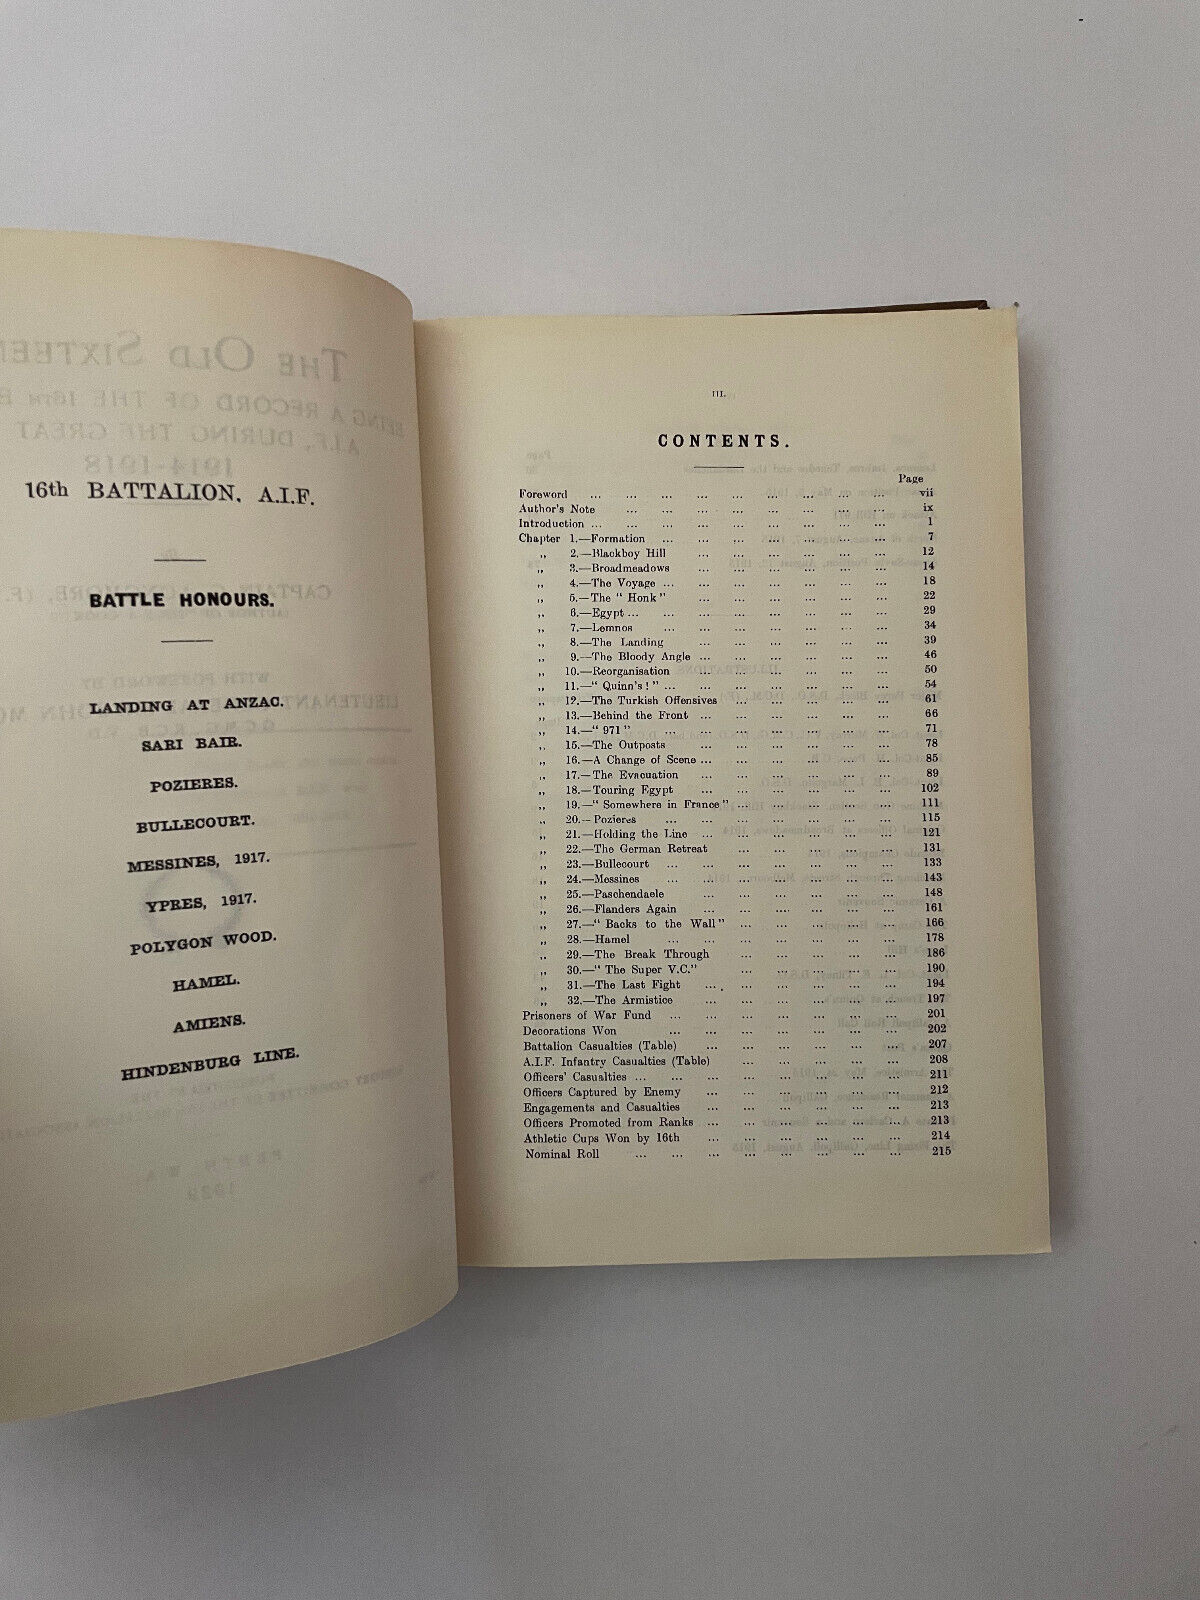 16th BATTALION, A.I.F.
BATTLE HONOURS.
LANDING AT ANZAC.
SARI BAIR.
POZIERES.
BULLECOURT.
MESSINES, 1917.
YPRES, 1917.
POLYGON WOOD.
HAMEL.
AMIENS.
HINDENBURG LINE.
III.
CONTENTS.
Page
Foreword ... ... ... ... ... ... ... ... ... vii
Author's Note ... ... ... ... ... ... ... ... ix
Introduction ... ... ... ... ... ... ... ... ... 1
Chapter 1.—Formation ... ... ... ... ... ... ... 7
„ 2.—Blackboy Hill ... ... ... ... ... ... 12
„ 3.—Broadmeadows ... ... ... ... ... ... 14
„ 4.—The Voyage ... ... ... ... ... ... ... 18
„ 5.—The "Honk" ... ... ... ... ... ... 22
„ 6.—Egypt ... ... ... ... ... ... ... ... 29
„ 7.—Lemnos ... ... ... ... ... ... ... 34
„ 8.—The Landing ... ... ... ... ... ... 39
„ 9.—The Bloody Angle ... ... ... ... ... ... 46
„ 10.—Reorganisation ... ... ... ... ... ... 50
„ 11.—"Quinn's!" ... ... ... ... ... ... ... 54
„ 12.—The Turkish Offensives ... ... ... ... ... 61
„ 13.—Behind the Front ... ... ... ... ... ... 66
„ 14.—"971" ... ... ... ... ... ... ... 71
„ 15.—The Outposts ... ... ... ... ... ... 78
„ 16.—A Change of Scene ... ... ... ... ... ... 85
„ 17.—The Evacuation ... ... ... ... ... ... 89
„ 18.—Touring Egypt ... ... ... ... ... ... 102
„ 19.—"Somewhere in France" ... ... ... ... ... 111
„ 20.—Pozieres ... ... ... ... ... ... ... 115
„ 21.—Holding the Line ... ... ... ... ... ... 121
„ 22.—The German Retreat ... ... ... ... ... 131
„ 23.—Bullecourt ... ... ... ... ... ... ... 133
„ 24.—Messines ... ... ... ... ... ... ... 143
„ 25.—Paschendaele ... ... ... ... ... ... 148
„ 26.—Flanders Again ... ... ... ... ... ... 161
„ 27.—"Backs to the Wall" ... ... ... ... ... 166
„ 28.—Hamel ... ... ... ... ... ... ... 178
„ 29.—The Break Through ... ... ... ... ... 186
„ 30.—"The Super V.C." ... ... ... ... ... 190
„ 31.—The Last Fight ... ... ... ... ... ... 194
„ 32.—The Armistice ... ... ... ... ... ... 197
Prisoners of War Fund ... ... ... ... ... ... ... 201
Decorations Won ... ... ... ... ... ... ... 202
Battalion Casualties (Table) ... ... ... ... ... ... 207
A.I.F. Infantry Casualties (Table) ... ... ... ... ... 208
Officers' Casualties ... ... ... ... ... ... ... ... 211
Officers Captured by Enemy ... ... ... ... ... ... 212
Engagements and Casualties ... ... ... ... ... ... 213
Officers Promoted from Ranks ... ... ... ... ... ... 213
Athletic Cups Won by 16th ... ... ... ... ... ... 214
Nominal Roll ... ... ... ... ... ... ... ... 215